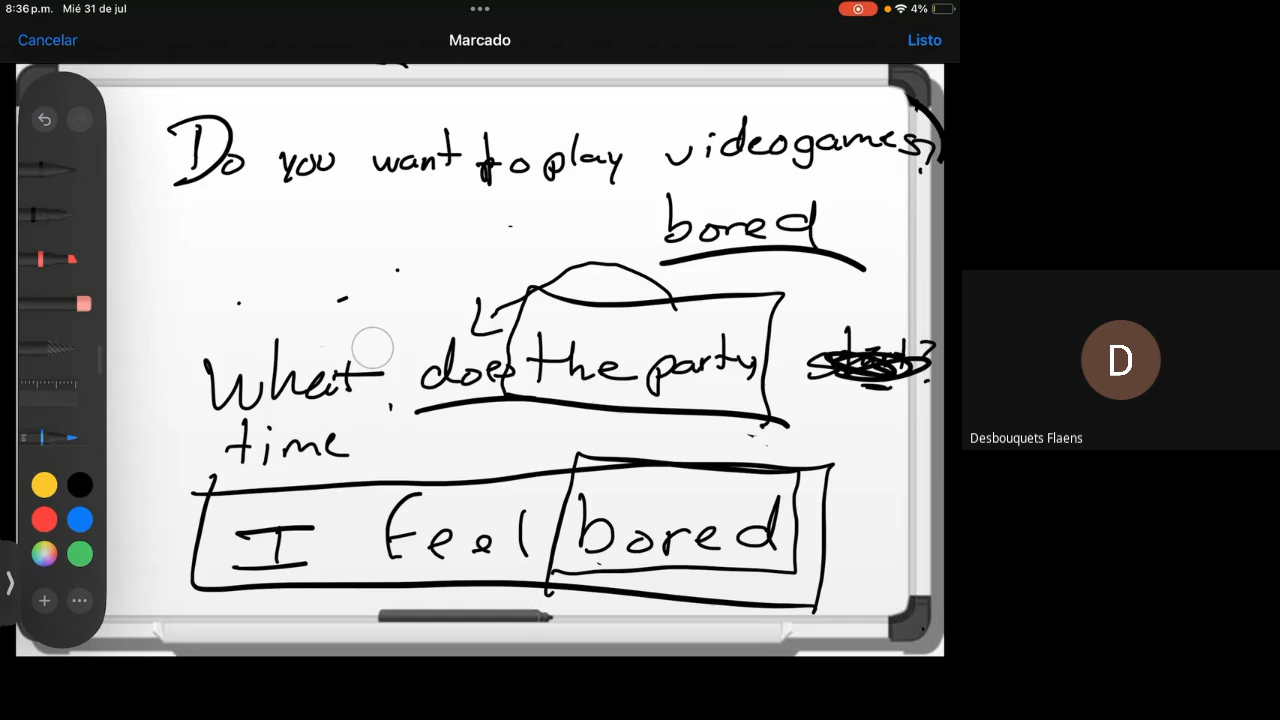 8:36 p.m. Mié 31 de jul
4%
Cancelar
Marcado
Listo
Do you want to play videogames?
bored
What does the party ?
time
I feel bored
D
Desbouquets Flaens